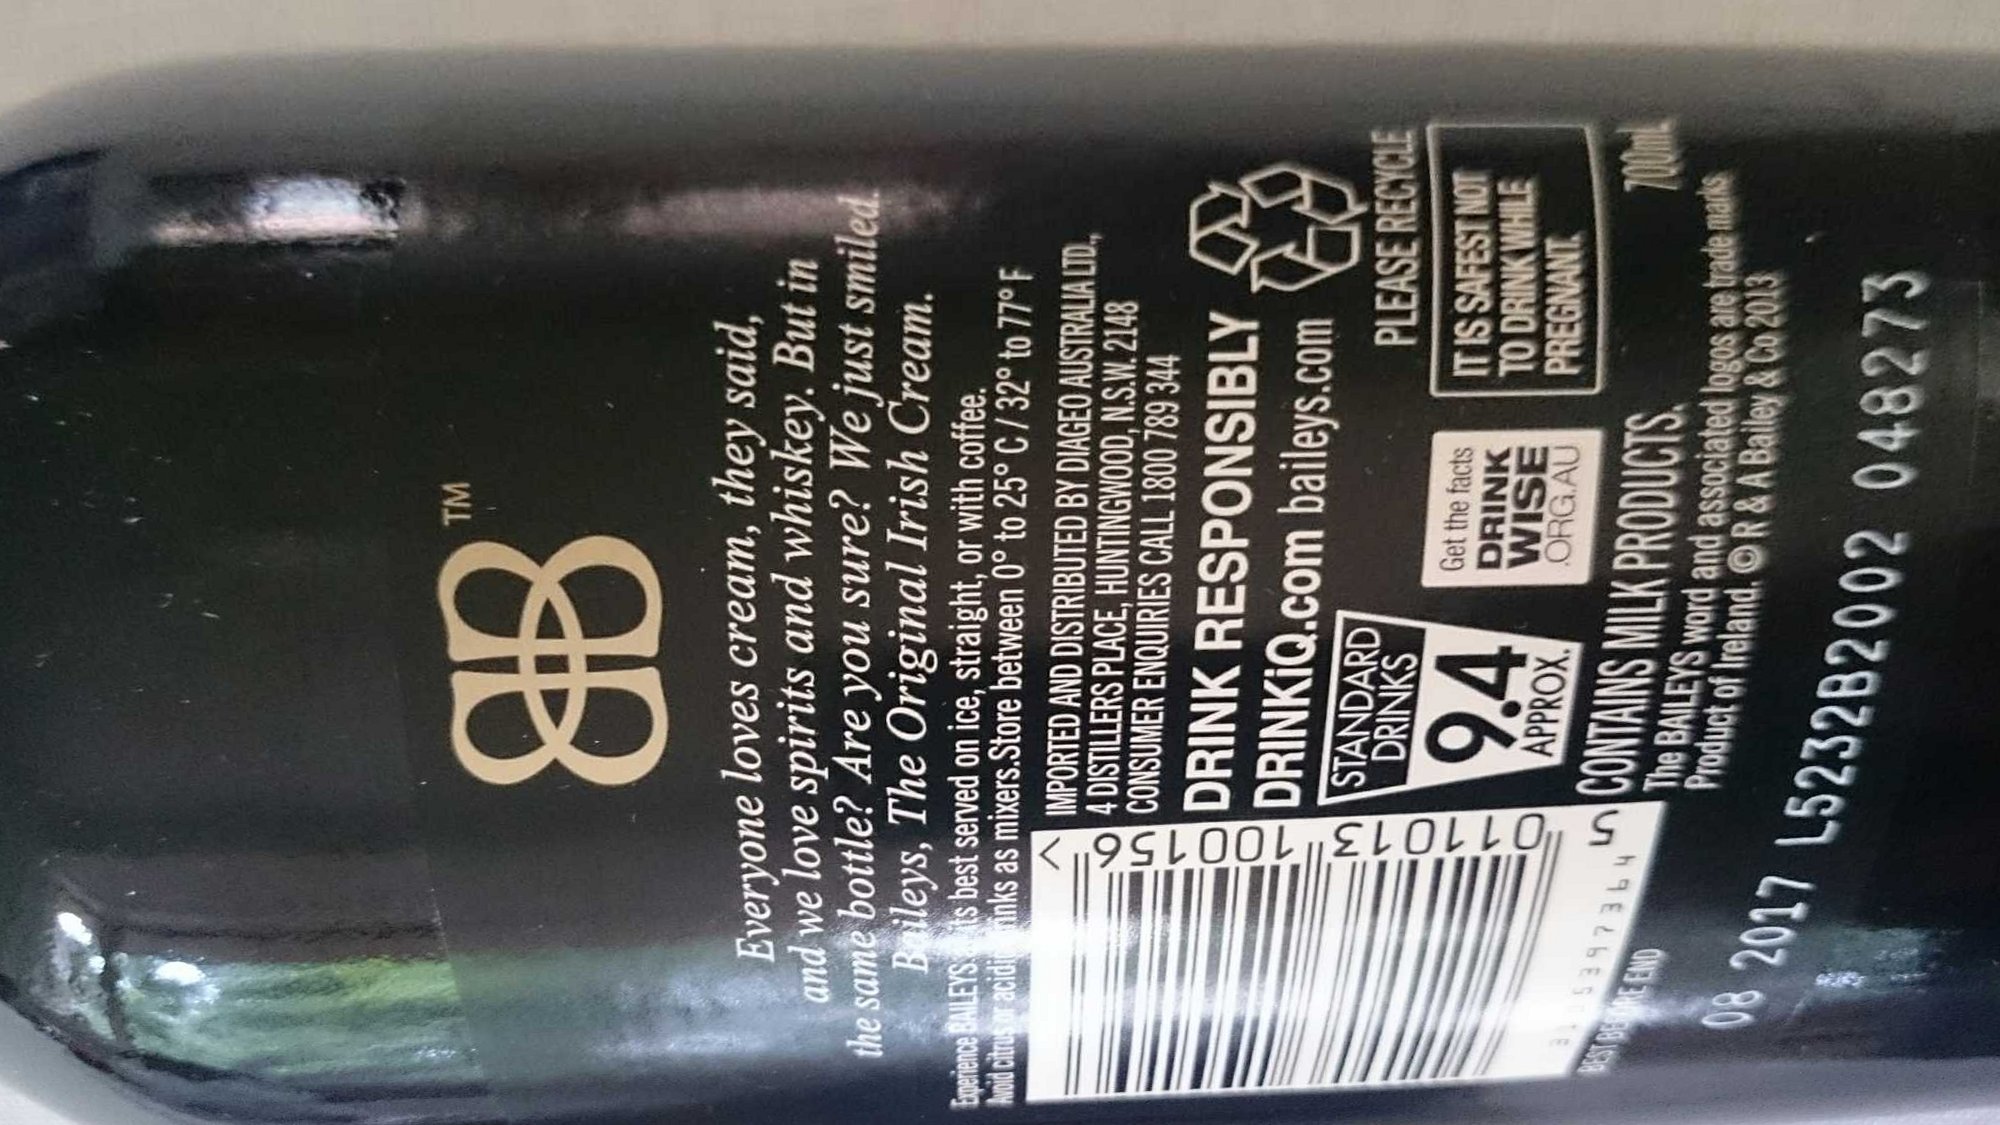 TM
Everyone loves cream, they said,
and we love spirits and whiskey. But in
the same bottle? Are you sure? We just smiled.
Baileys, The Original Irish Cream.
Experience BAILEYS at its best served on ice, straight, or with coffee.
Avoid citrus or acidic drinks as mixers.Store between 0° to 25° C / 32° to 77° F
IMPORTED AND DISTRIBUTED BY DIAGEO AUSTRALIA LTD.,
4 DISTILLERS PLACE, HUNTINGWOOD, N.S.W. 2148
CONSUMER ENQUIRIES CALL 1800 789 344
DRINK RESPONSIBLY
DRINKiQ.com baileys.com
PLEASE RECYCLE
STANDARD
DRINKS
9.4
APPROX.
Get the facts
DRINK
WISE
.ORG.AU
IT IS SAFEST NOT
TO DRINK WHILE
PREGNANT.
5 011013 100156 >
CONTAINS MILK PRODUCTS.
700mL
The BAILEYS word and associated logos are trade marks
Product of Ireland. © R & A Bailey & Co 2013
BEST BEFORE END
08 2017 L5232B2002 048273